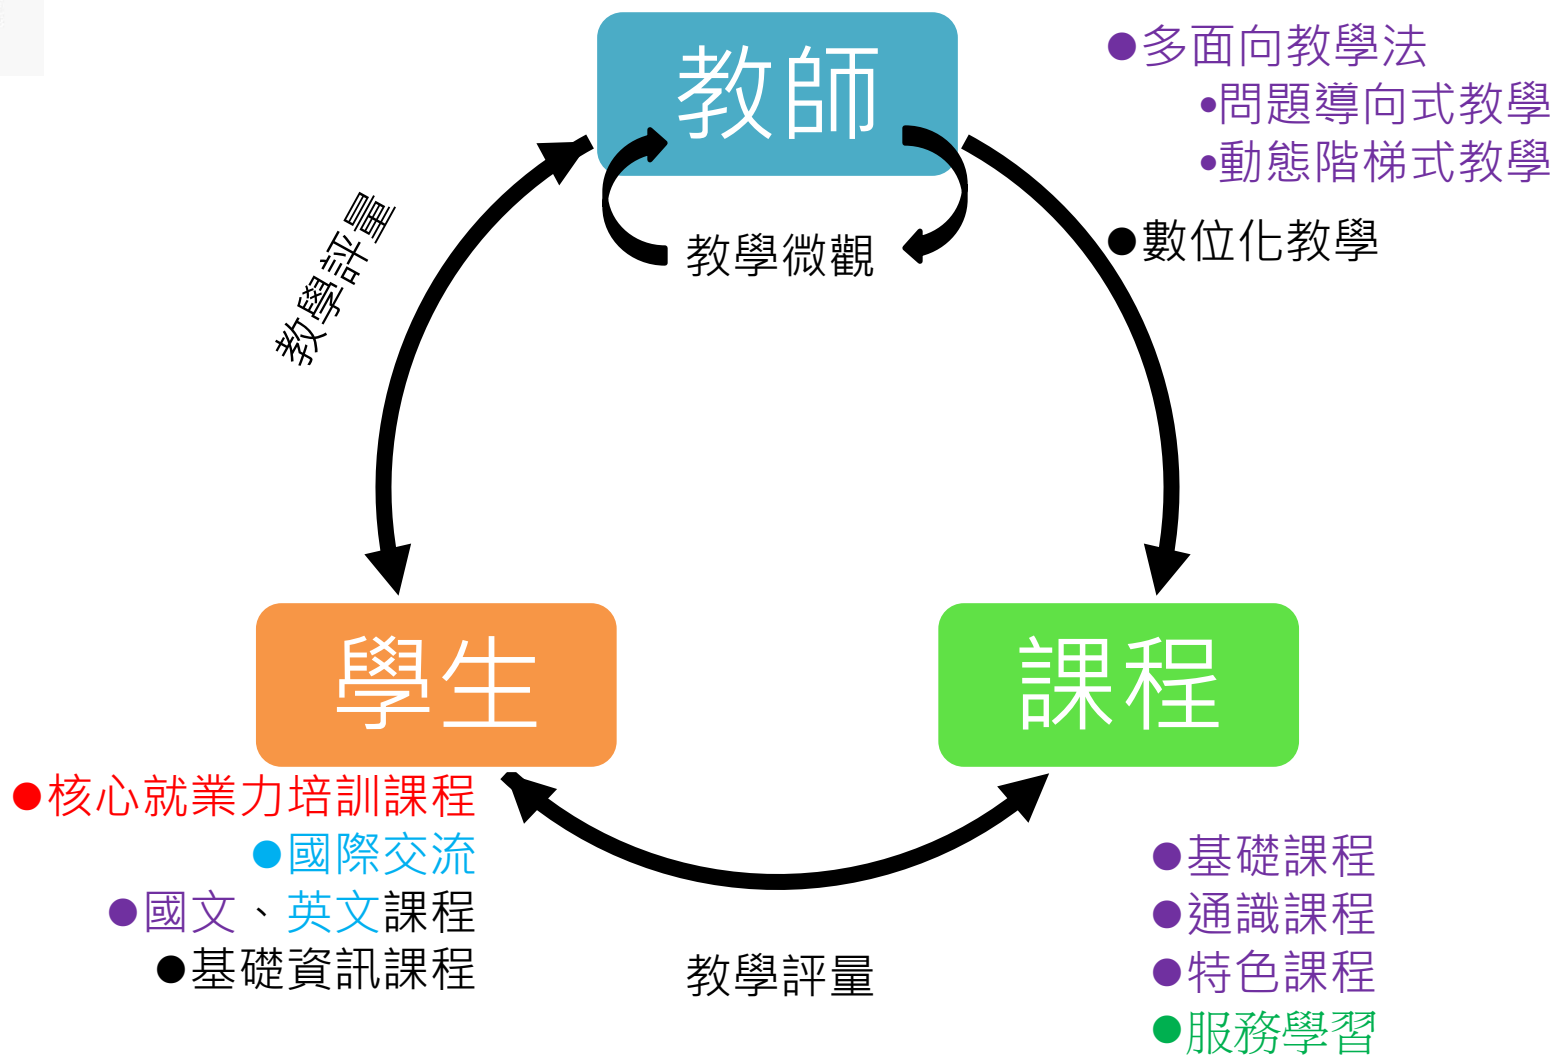 教師
●多面向教學法
•問題導向式教學
•動態階梯式教學
●數位化教學
教學微觀
教學評量
學生
課程
●核心就業力培訓課程
●國際交流
●國文、英文課程
●基礎資訊課程
教學評量
●基礎課程
●通識課程
●特色課程
●服務學習